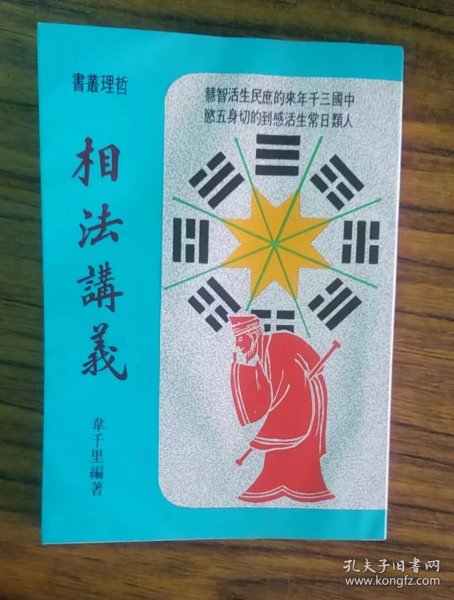 哲理叢書
中國三千年來的庶民生活智慧
人類日常生活感到的切身五慾
相法講義
韋千里編著
孔夫子旧书网
www.kongfz.com